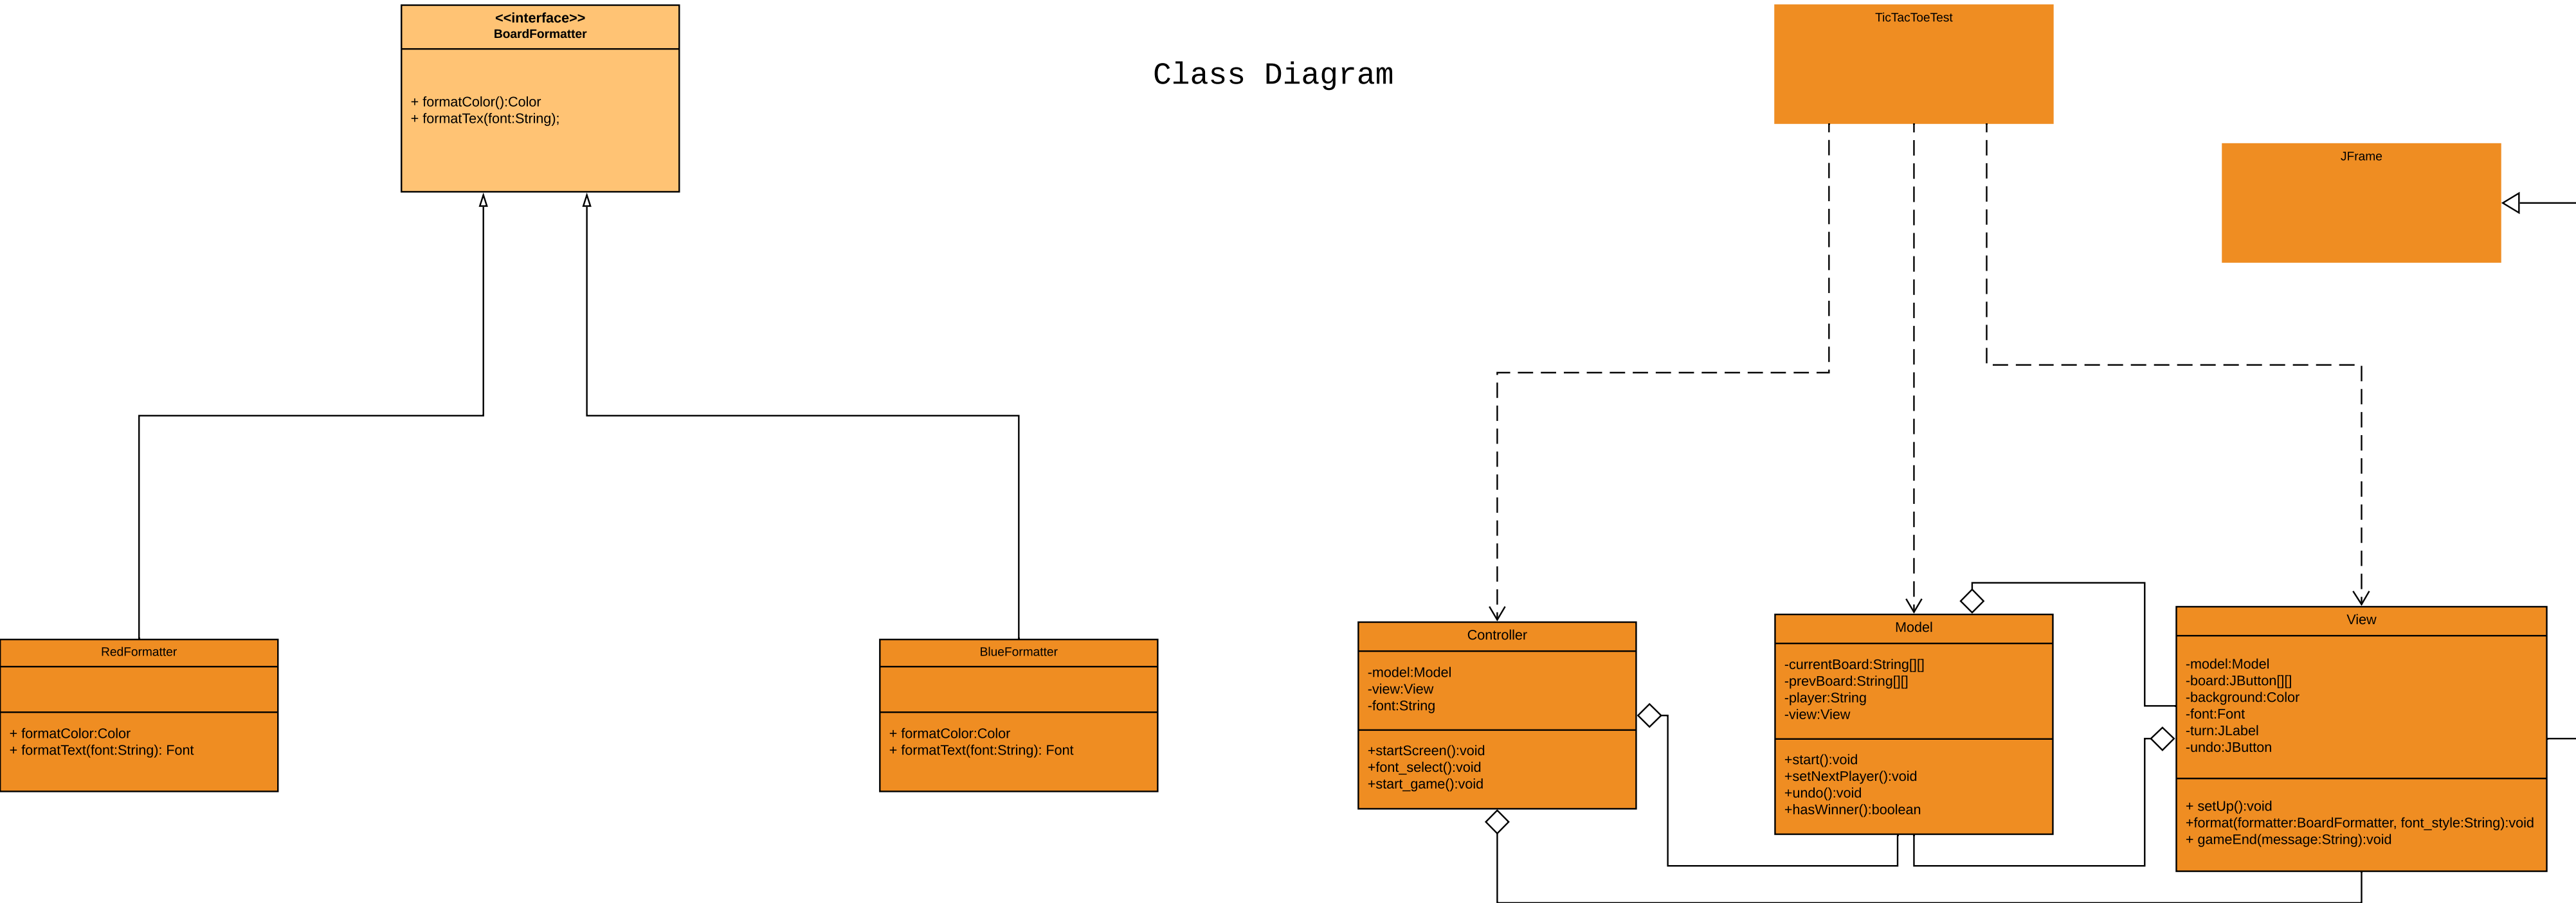 <<interface>>
BoardFormatter
+ formatColor():Color
+ formatTex(font:String);
Class Diagram
TicTacToeTest
JFrame
RedFormatter
+ formatColor:Color
+ formatText(font:String): Font
BlueFormatter
+ formatColor:Color
+ formatText(font:String): Font
Controller
-model:Model
-view:View
-font:String
+startScreen():void
+font_select():void
+start_game():void
Model
-currentBoard:String[][]
-prevBoard:String[][]
-player:String
-view:View
+start():void
+setNextPlayer():void
+undo():void
+hasWinner():boolean
View
-model:Model
-board:JButton[][]
-background:Color
-font:Font
-turn:JLabel
-undo:JButton
+ setUp():void
+format(formatter:BoardFormatter, font_style:String):void
+ gameEnd(message:String):void